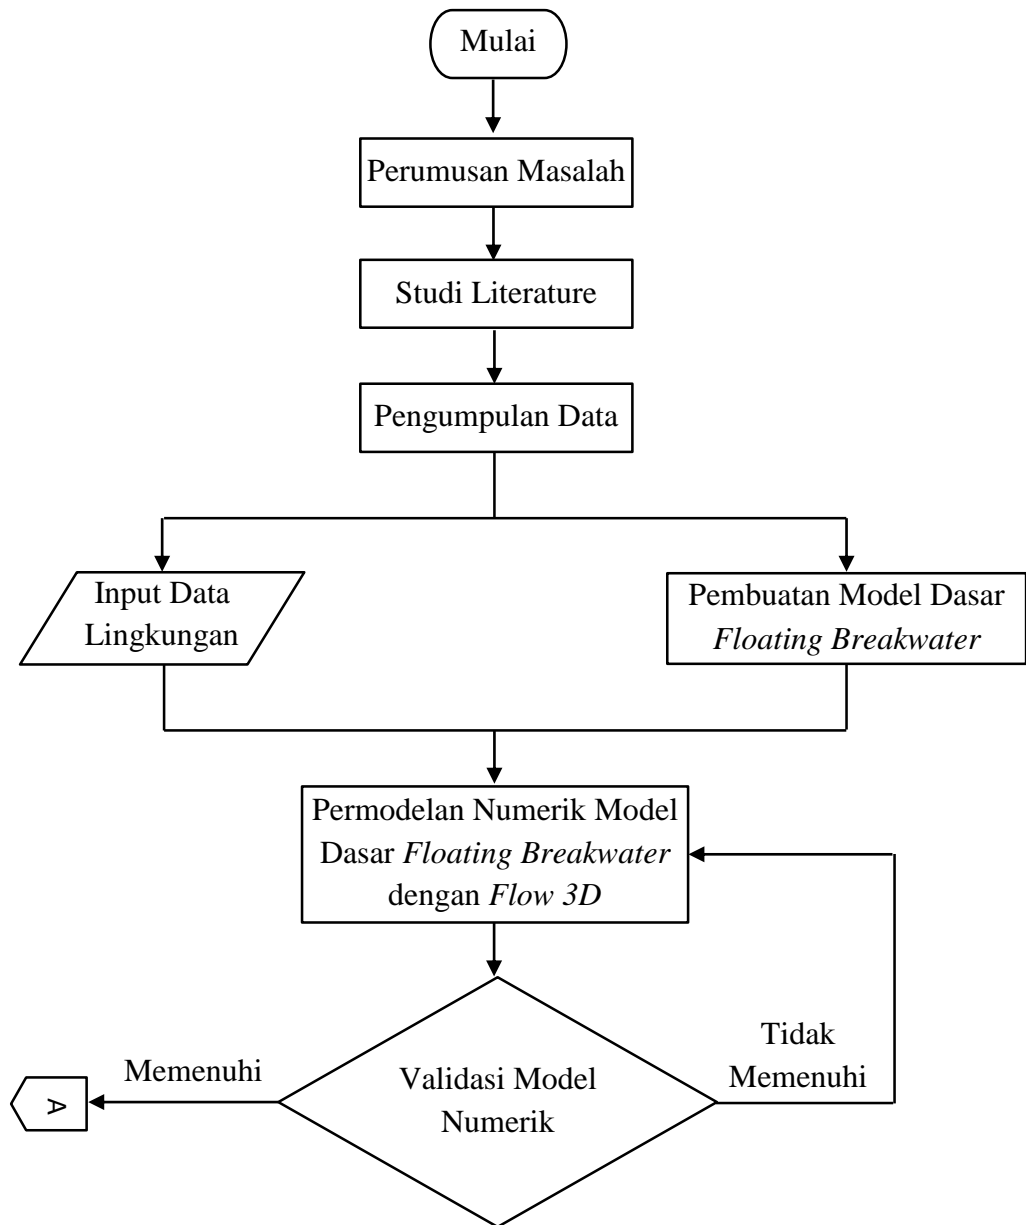 Mulai
Perumusan Masalah
Studi Literature
Pengumpulan Data
Input Data
Lingkungan
Pembuatan Model Dasar
Floating Breakwater
Permodelan Numerik Model
Dasar Floating Breakwater
dengan Flow 3D
Validasi Model
Numerik
Memenuhi
A
Tidak
Memenuhi